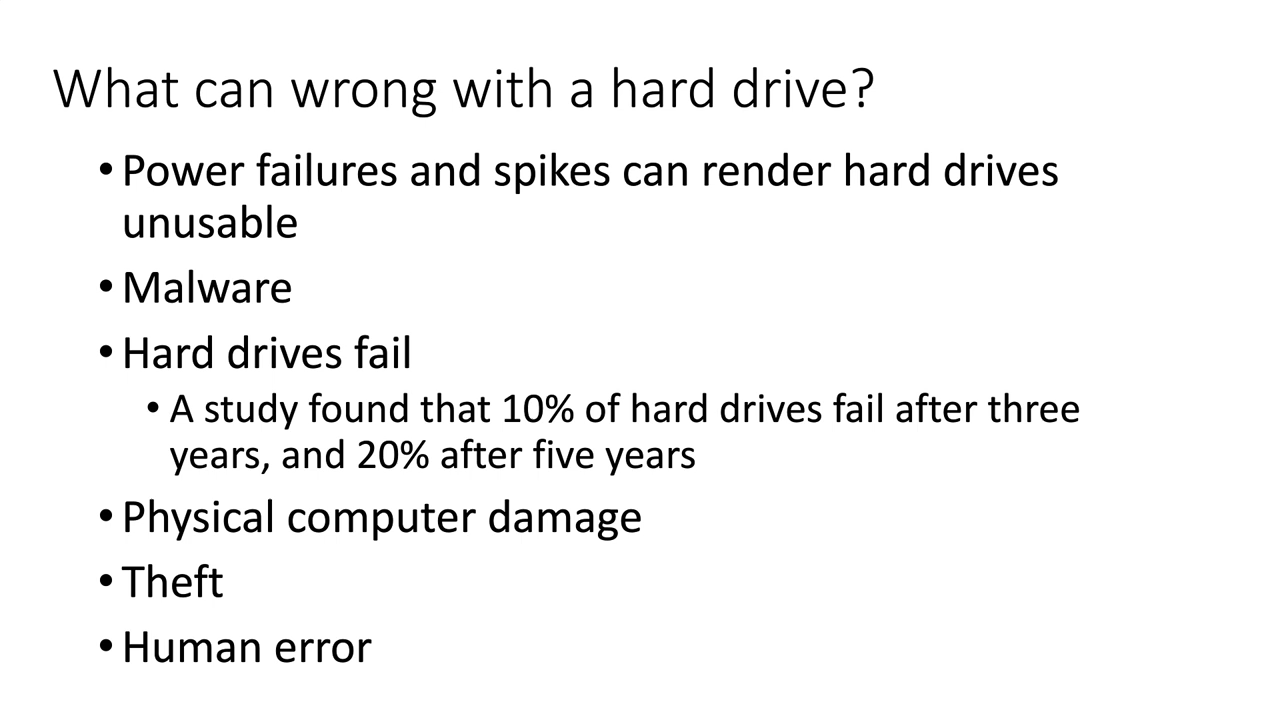 What can wrong with a hard drive?
• Power failures and spikes can render hard drives
unusable
• Malware
• Hard drives fail
• A study found that 10% of hard drives fail after three
years, and 20% after five years
• Physical computer damage
• Theft
• Human error